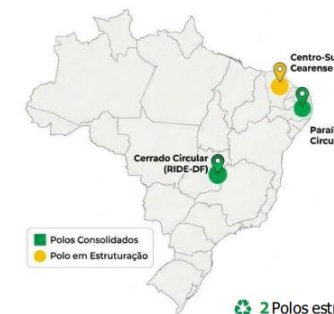 Centro-Su
Cearense
Paraí
Circu
Cerrado Circular
(RIDE-DF)
Polos Consolidados
Polo em Estruturação
2 Polos estr